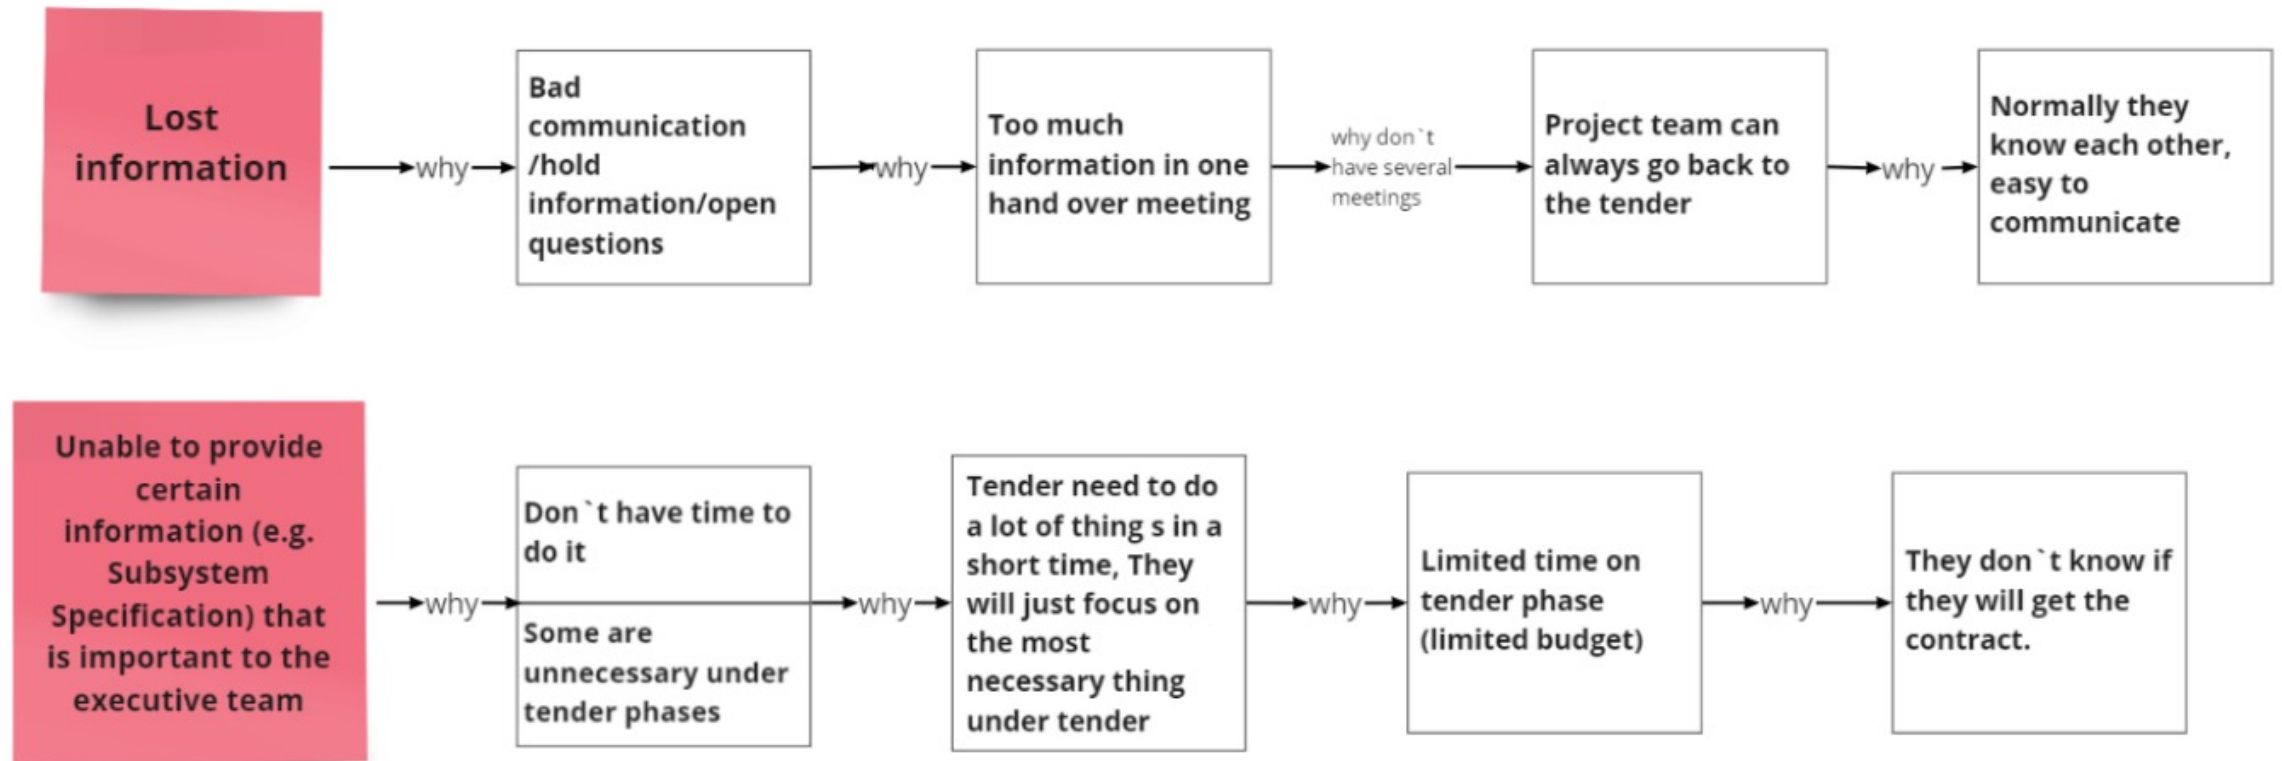 Lost
information
why
Bad
communication
/hold
information/open
questions
why
Too much
information in one
hand over meeting
why don`t
have several
meetings
Project team can
always go back to
the tender
why
Normally they
know each other,
easy to
communicate
Unable to provide
certain
information (e.g.
Subsystem
Specification) that
is important to the
executive team
why
Don`t have time to
do it
Some are
unnecessary under
tender phases
why
Tender need to do
a lot of thing s in a
short time, They
will just focus on
the most
necessary thing
under tender
why
Limited time on
tender phase
(limited budget)
why
They don`t know if
they will get the
contract.